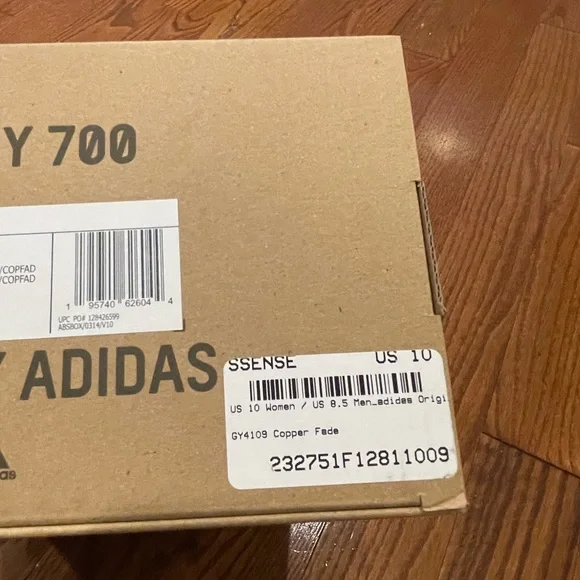 Y 700
/COPFAD
/COPFAD
1 95740 62604 4
UPC PO# 128426599
ABSBOX/0314/V10
ADIDAS
SSENSE US 10
US 10 Women / US 8.5 Men_adidas Origi
GY4109 Copper Fade
232751F12811009